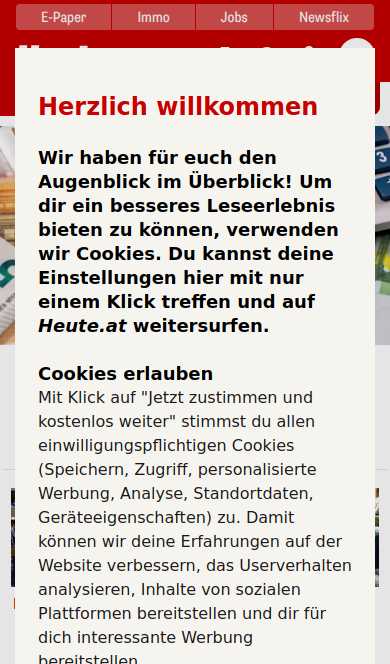 E-Paper
Immo
Jobs
Newsflix
Herzlich willkommen
Wir haben für euch den
Augenblick im Überblick! Um
dir ein besseres Leseerlebnis
bieten zu können, verwenden
wir Cookies. Du kannst deine
Einstellungen hier mit nur
einem Klick treffen und auf
Heute.at weitersurfen.
Cookies erlauben
Mit Klick auf "Jetzt zustimmen und
kostenlos weiter" stimmst du allen
einwilligungspflichtigen Cookies
(Speichern, Zugriff, personalisierte
Werbung, Analyse, Standortdaten,
Geräteeigenschaften) zu. Damit
können wir deine Erfahrungen auf der
Website verbessern, das Userverhalten
analysieren, Inhalte von sozialen
Plattformen bereitstellen und dir für
dich interessante Werbung
bereitstellen